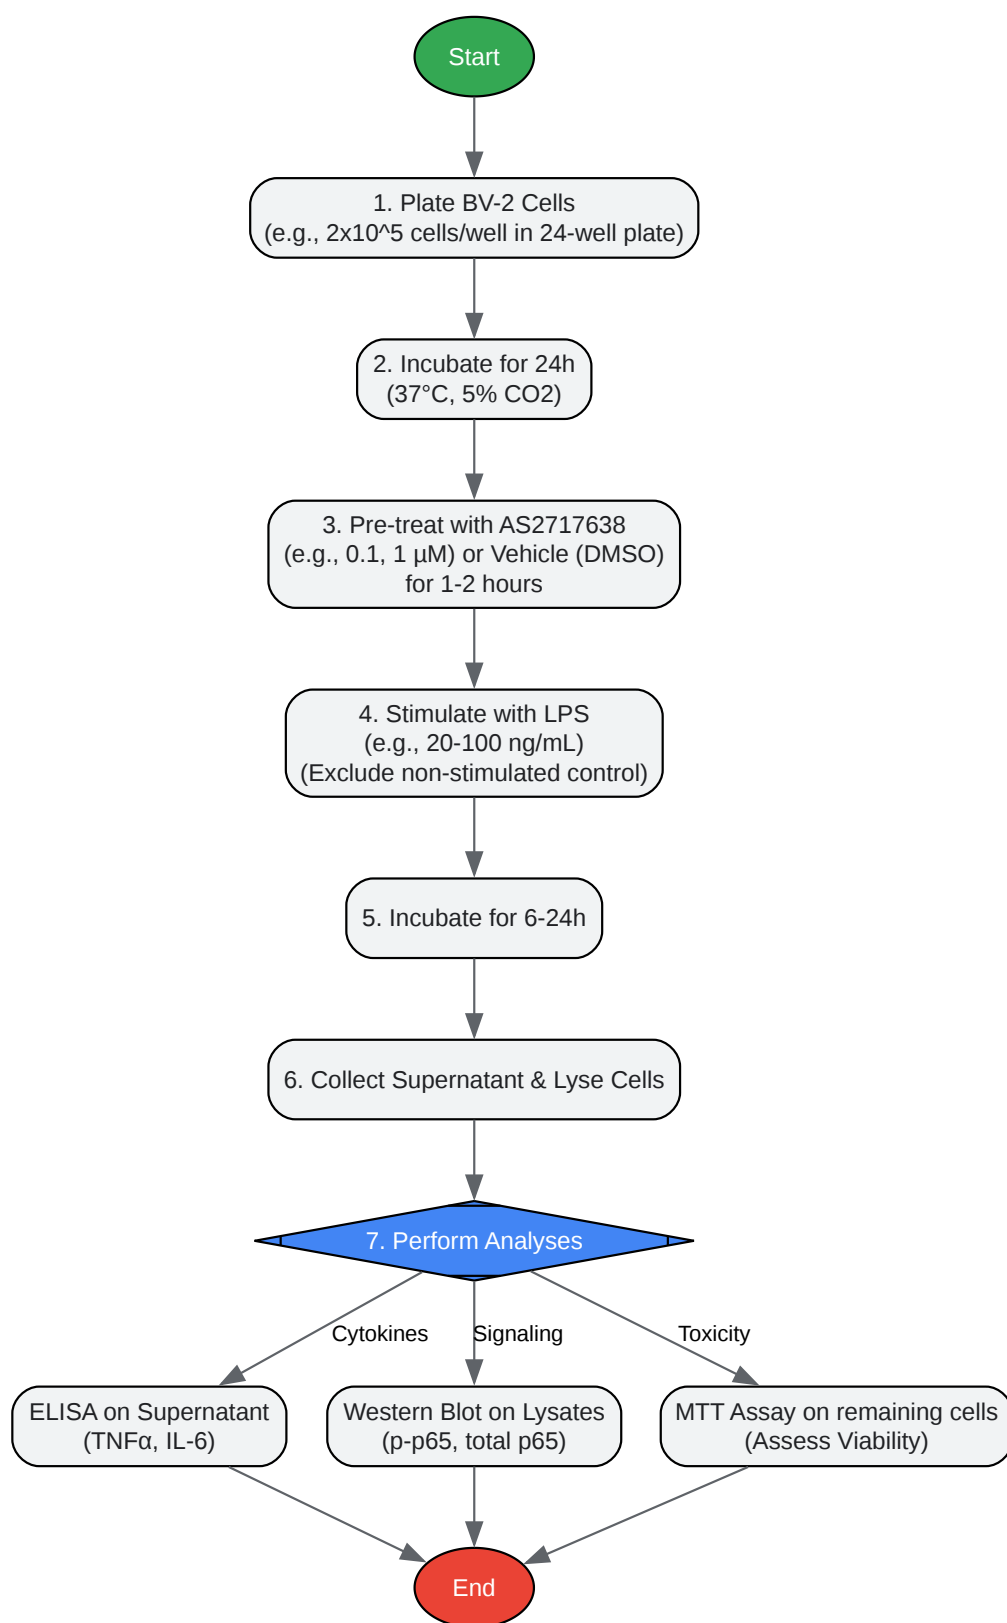 Start
1. Plate BV-2 Cells
(e.g., 2x10^5 cells/well in 24-well plate)
2. Incubate for 24h
(37°C, 5% CO2)
3. Pre-treat with AS2717638
(e.g., 0.1, 1 µM) or Vehicle (DMSO)
for 1-2 hours
4. Stimulate with LPS
(e.g., 20-100 ng/mL)
(Exclude non-stimulated control)
5. Incubate for 6-24h
6. Collect Supernatant & Lyse Cells
7. Perform Analyses
Cytokines
Signaling
Toxicity
ELISA on Supernatant
(TNFα, IL-6)
Western Blot on Lysates
(p-p65, total p65)
MTT Assay on remaining cells
(Assess Viability)
End